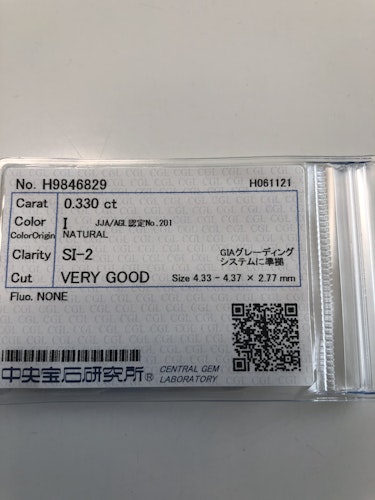 No. H9846829 H061121
Carat 0.330 ct
Color I JJA/AGL認定No.201
ColorOrigin NATURAL
Clarity SI-2 GIAグレーディング
システムに準拠
Cut VERY GOOD Size 4.33 - 4.37 × 2.77 mm
Fluo. NONE
中央宝石研究所® CENTRAL GEM
LABORATORY